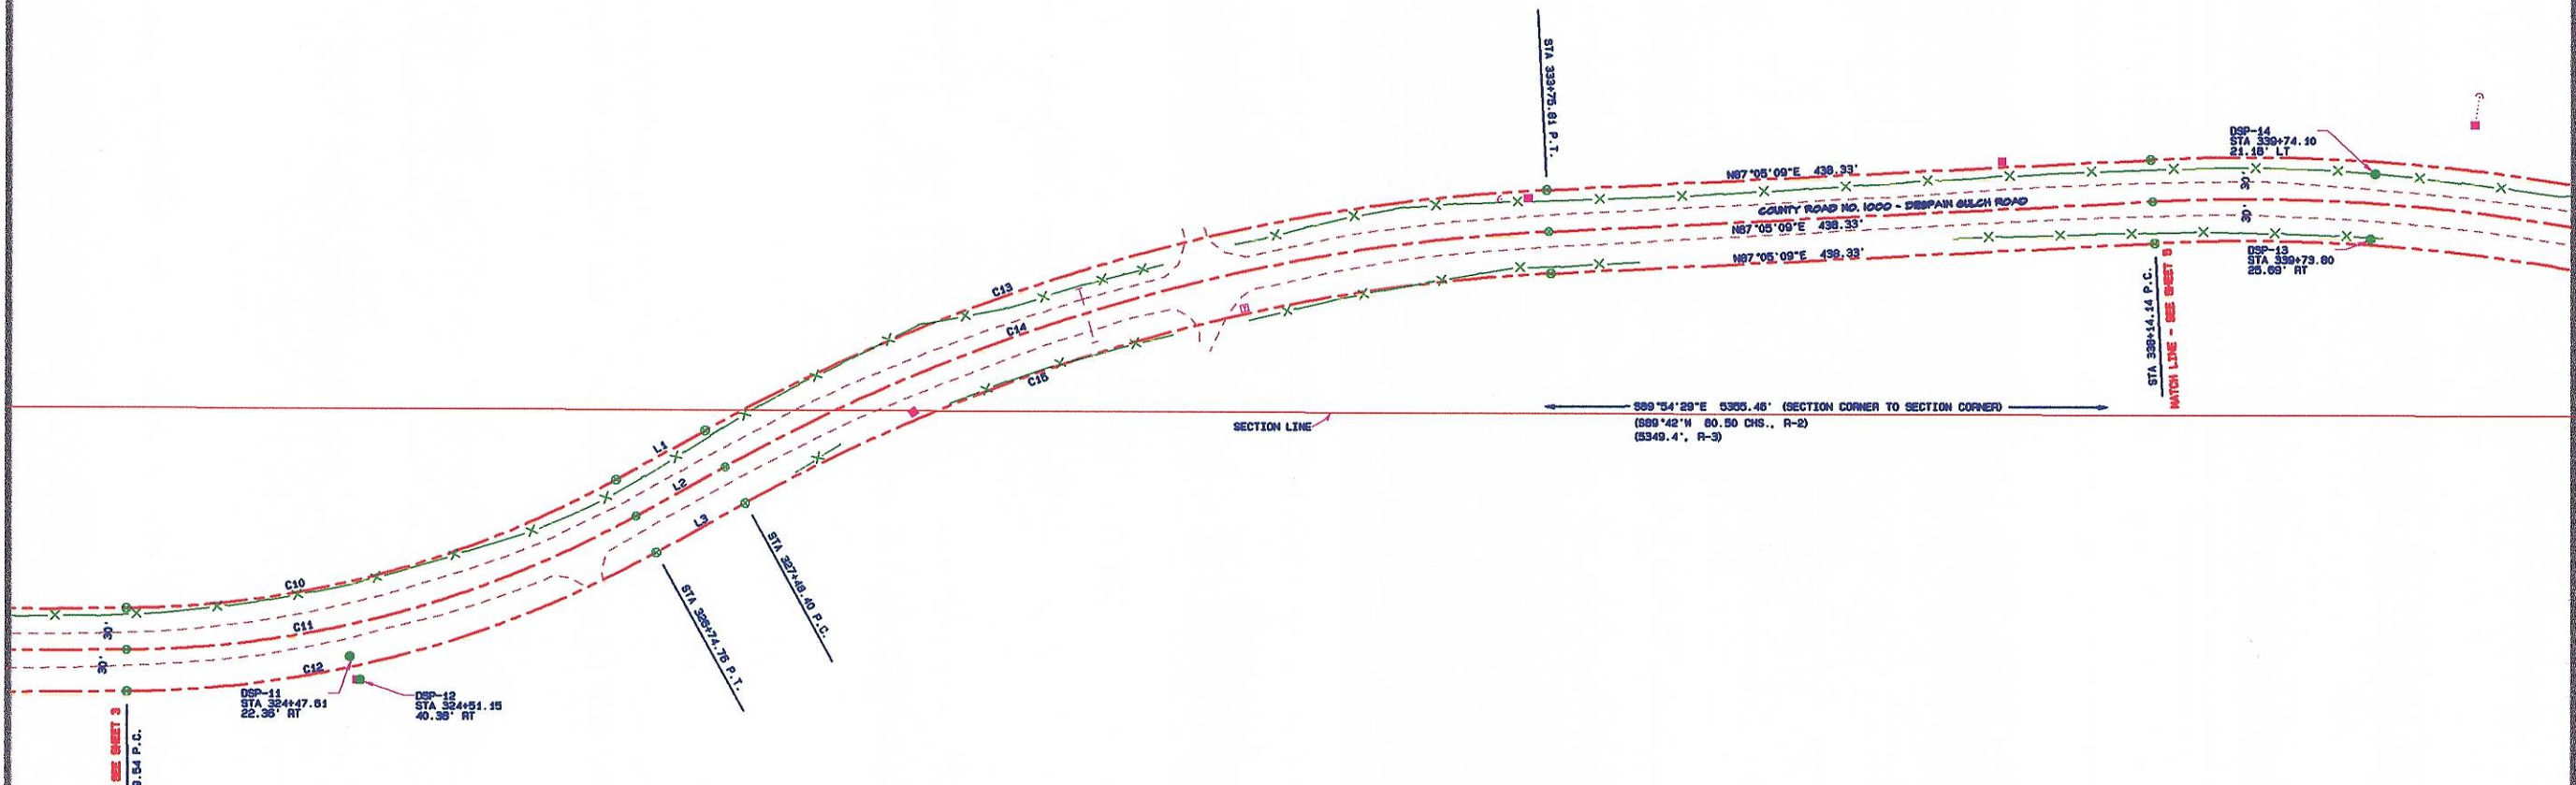 STA 333+75.81 P.T.
DSP-14
STA 339+74.10
21.18' LT
N87°05'09"E 438.33'
30'
COUNTY ROAD NO. 1000 - DESPAIN GULCH ROAD
N87°05'09"E 438.33'
30'
N87°05'09"E 438.33'
DSP-13
STA 339+73.80
25.69' RT
C13
C14
C15
STA 338+14.14 P.C.
MATCH LINE - SEE SHEET 5
S89°54'29"E 5355.46' (SECTION CORNER TO SECTION CORNER)
SECTION LINE
(S89°42'W 80.50 CHS., R-2)
(5349.4', R-3)
L1
L2
L3
STA 327+48.40 P.C.
STA 326+74.76 P.T.
C10
C11
C12
30'
30'
DSP-11
STA 324+47.61
22.36' RT
DSP-12
STA 324+51.15
40.36' RT
SEE SHEET 3
9.54 P.C.